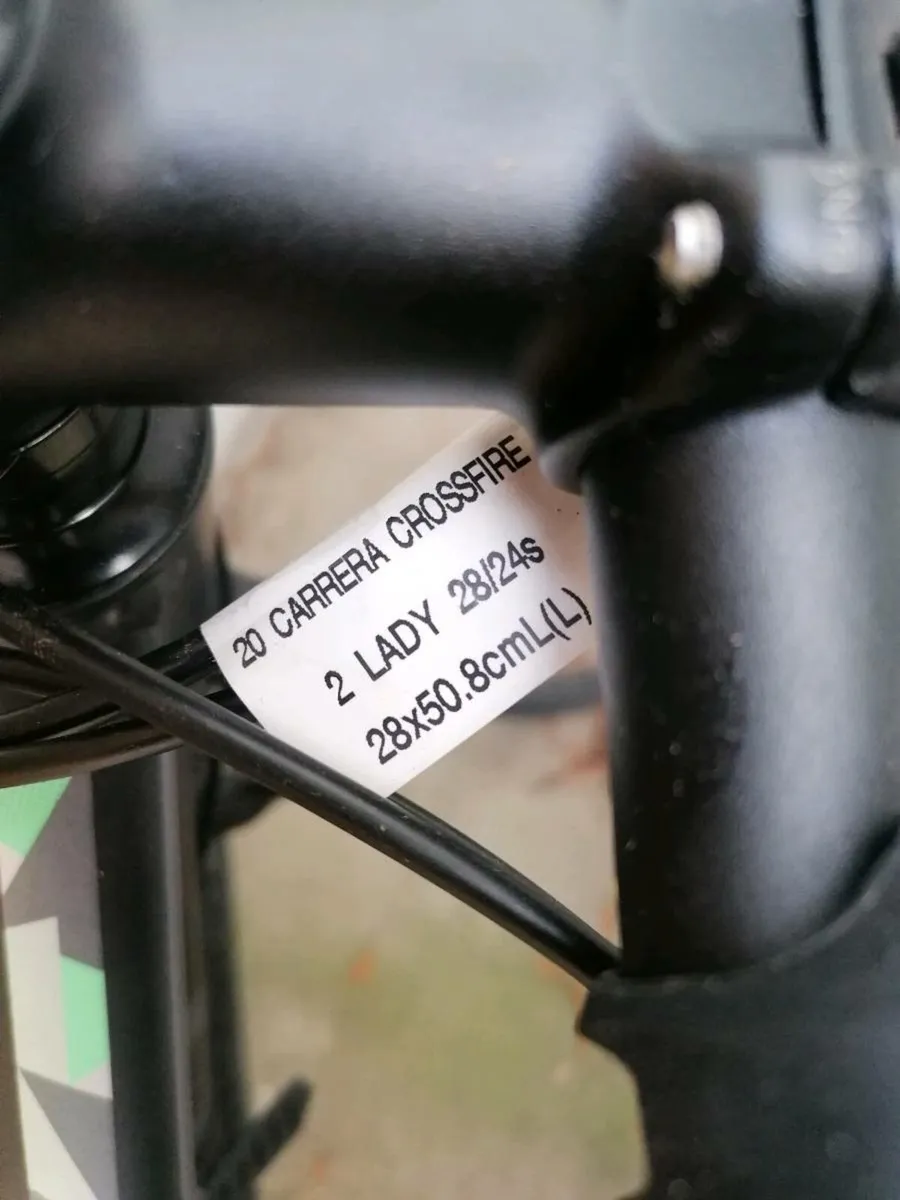 20 CARRERA CROSSFIRE
2 LADY 28/24s
28x50.8cmL(L)